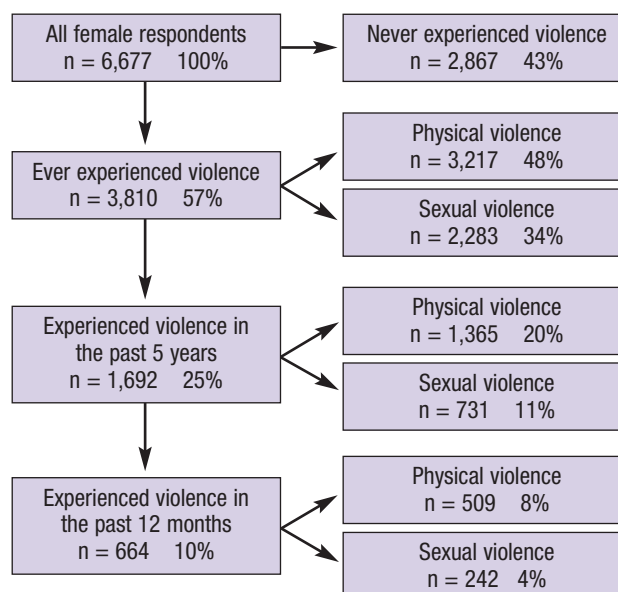 All female respondents
n = 6,677 100%
Never experienced violence
n = 2,867 43%
Ever experienced violence
n = 3,810 57%
Physical violence
n = 3,217 48%
Sexual violence
n = 2,283 34%
Experienced violence in
the past 5 years
n = 1,692 25%
Physical violence
n = 1,365 20%
Sexual violence
n = 731 11%
Experienced violence in
the past 12 months
n = 664 10%
Physical violence
n = 509 8%
Sexual violence
n = 242 4%